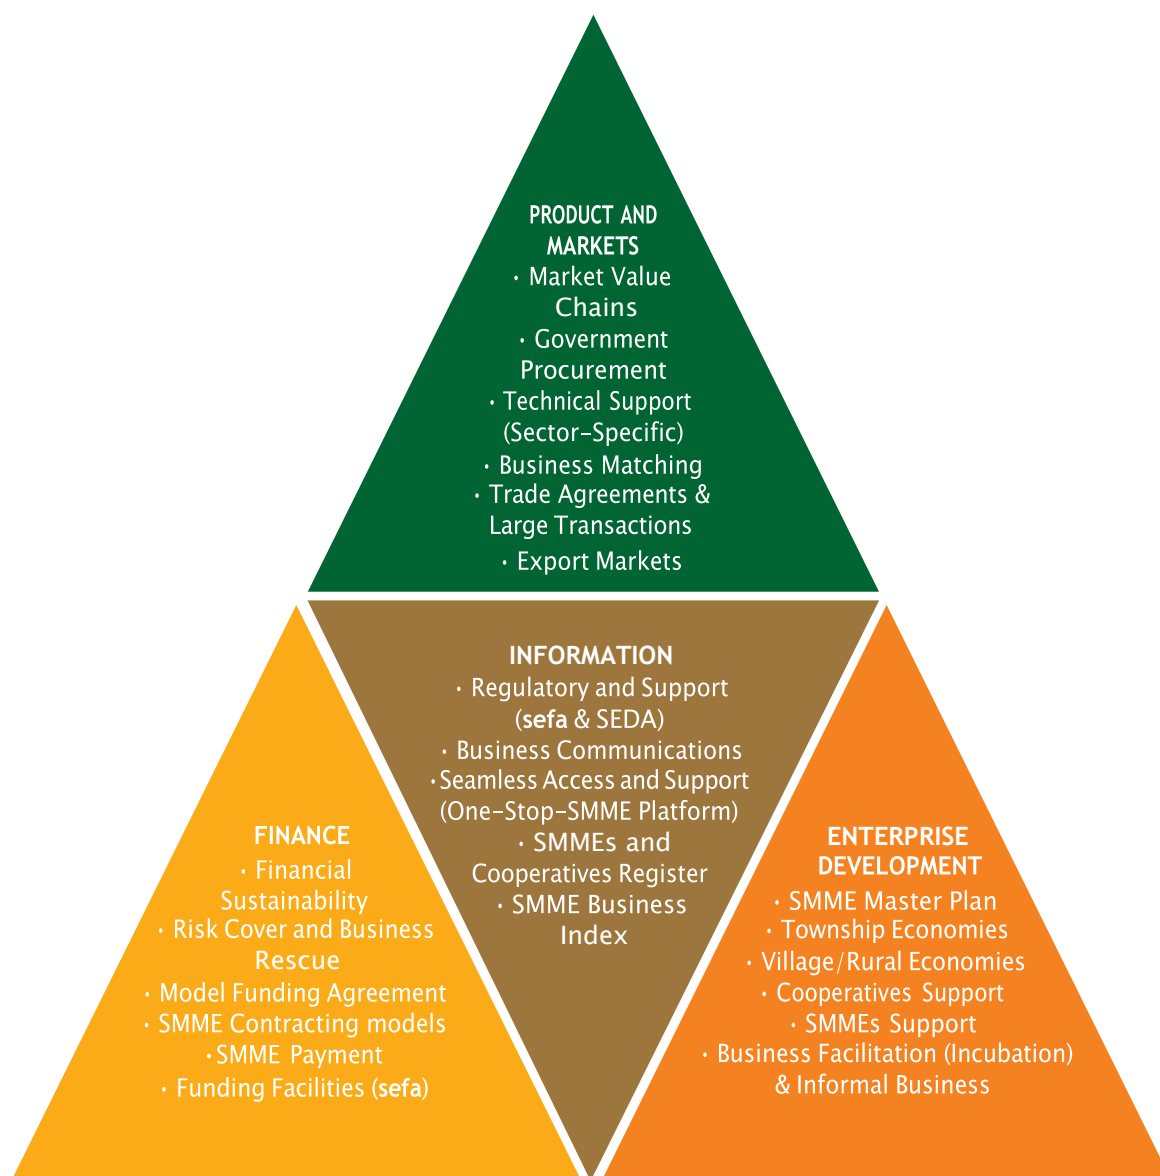 PRODUCT AND
MARKETS
• Market Value
Chains
• Government
Procurement
• Technical Support
(Sector-Specific)
• Business Matching
• Trade Agreements &
Large Transactions
• Export Markets
INFORMATION
• Regulatory and Support
(sefa & SEDA)
• Business Communications
• Seamless Access and Support
(One-Stop-SMME Platform)
• SMMEs and
Cooperatives Register
• SMME Business
Index
FINANCE
• Financial
Sustainability
• Risk Cover and Business
Rescue
• Model Funding Agreement
• SMME Contracting models
• SMME Payment
• Funding Facilities (sefa)
ENTERPRISE
DEVELOPMENT
• SMME Master Plan
• Township Economies
• Village/Rural Economies
• Cooperatives Support
• SMMEs Support
• Business Facilitation (Incubation)
& Informal Business